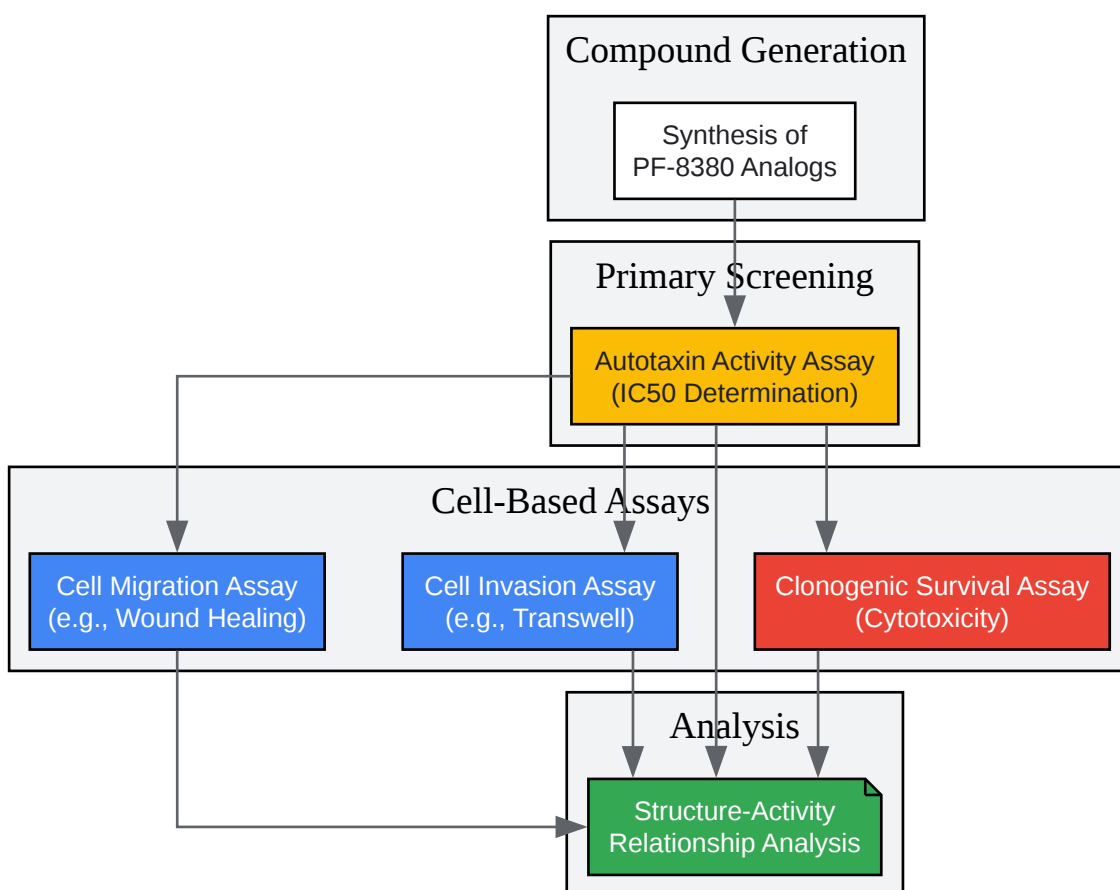 Compound Generation
Synthesis of
PF-8380 Analogs
Primary Screening
Autotaxin Activity Assay
(IC50 Determination)
Cell-Based Assays
Cell Migration Assay
(e.g., Wound Healing)
Cell Invasion Assay
(e.g., Transwell)
Clonogenic Survival Assay
(Cytotoxicity)
Analysis
Structure-Activity
Relationship Analysis